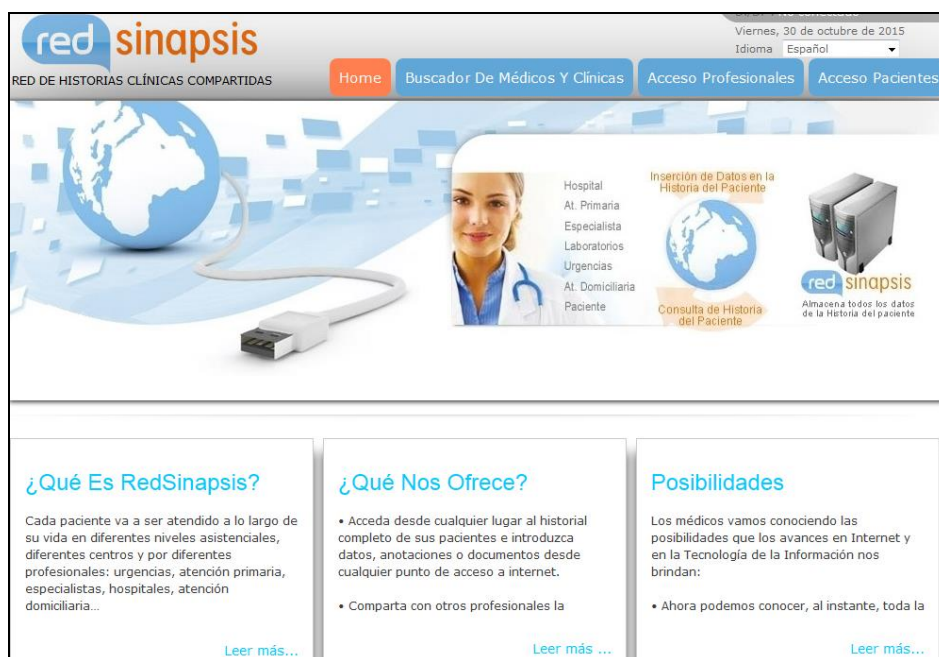 red sinapsis
RED DE HISTORIAS CLÍNICAS COMPARTIDAS
Viernes, 30 de octubre de 2015
Idioma Español
Home
Buscador De Médicos Y Clínicas
Acceso Profesionales
Acceso Pacientes
Hospital
At. Primaria
Especialista
Laboratorios
Urgencias
At. Domiciliaria
Paciente
Inserción de Datos en la
Historia del Paciente
Consulta de Historia
del Paciente
red sinapsis
Almacena todos los datos
de la Historia del paciente
¿Qué Es RedSinapsis?
Cada paciente va a ser atendido a lo largo de
su vida en diferentes niveles asistenciales,
diferentes centros y por diferentes
profesionales: urgencias, atención primaria,
especialistas, hospitales, atención
domiciliaria...
Leer más...
¿Qué Nos Ofrece?
• Acceda desde cualquier lugar al historial
completo de sus pacientes e introduzca
datos, anotaciones o documentos desde
cualquier punto de acceso a internet.
• Comparta con otros profesionales la
Leer más ...
Posibilidades
Los médicos vamos conociendo las
posibilidades que los avances en Internet y
en la Tecnología de la Información nos
brindan:
• Ahora podemos conocer, al instante, toda la
Leer más...